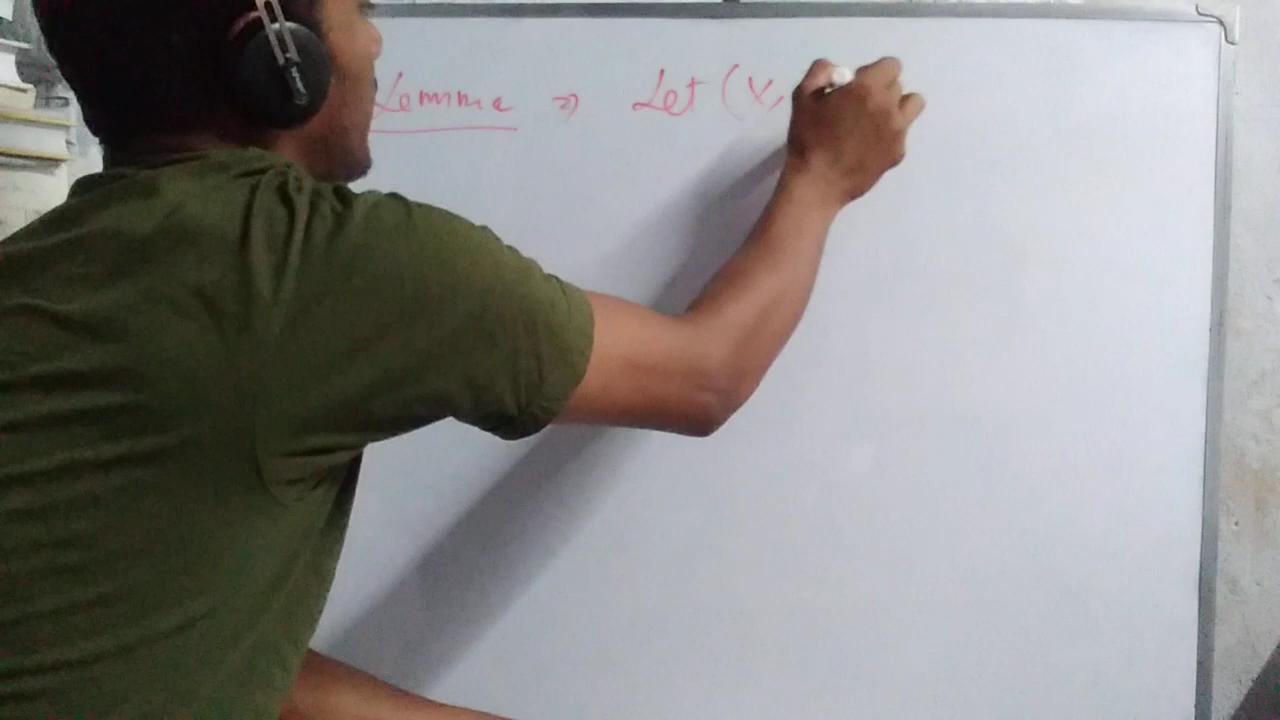 Lemma ⇒ Let (X,